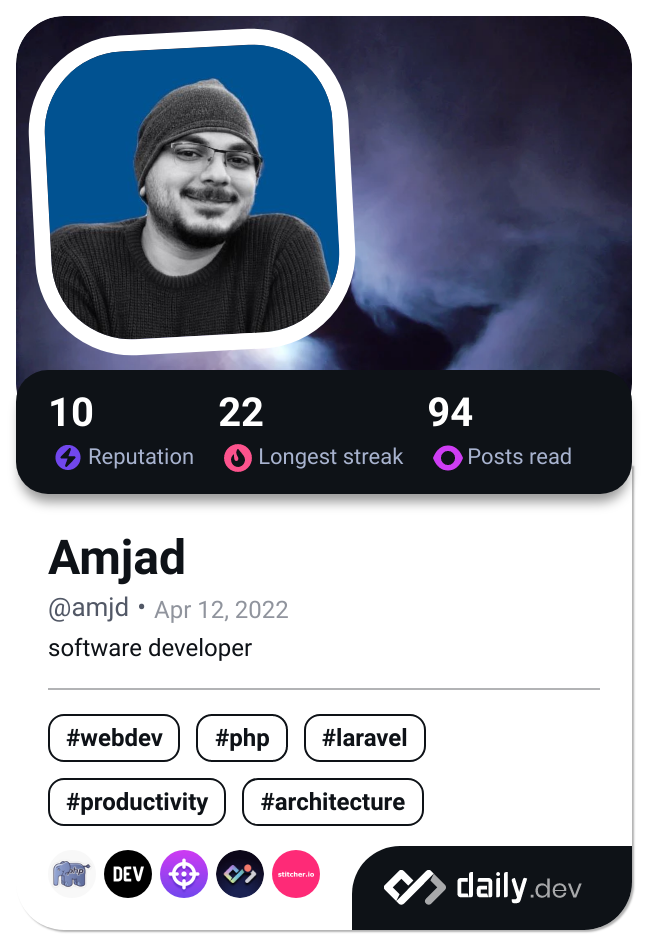 10 22 94
Reputation Longest streak Posts read
Amjad
@amjd • Apr 12, 2022
software developer
#webdev #php #laravel
#productivity #architecture
php DEV stitcher.io
daily.dev